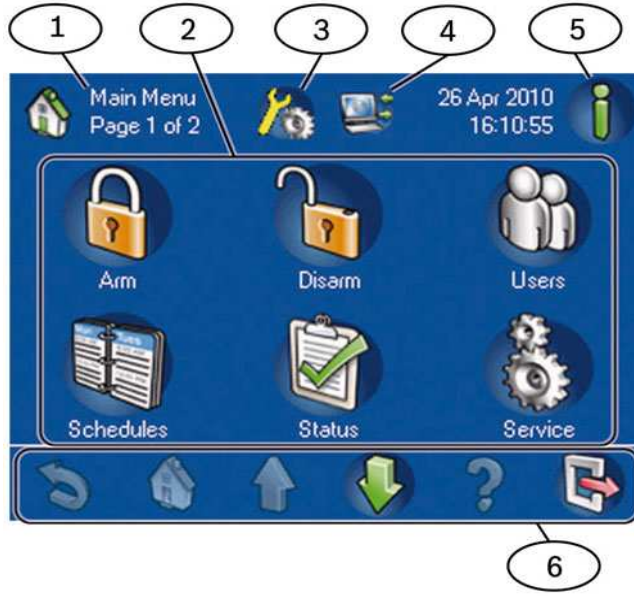 1 2 3 4 5
Main Menu
Page 1 of 2
26 Apr 2010
16:10:55
Arm Disarm Users
Schedules Status Service
6